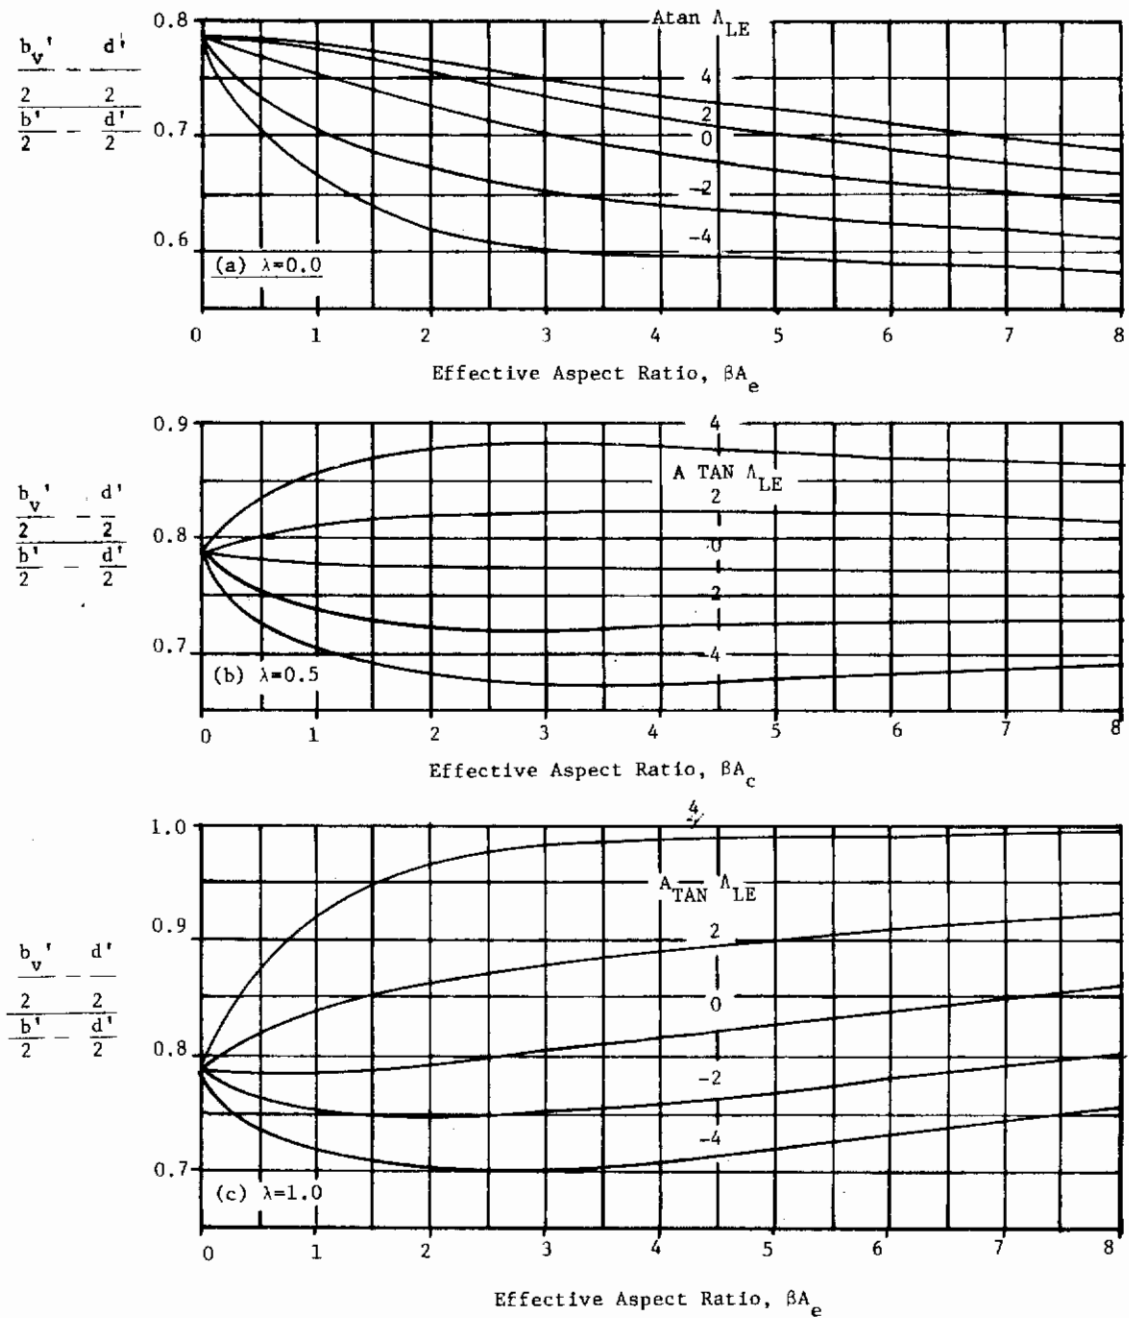 0.8
Atan Λ_LE
b_v'/2 - d'/2
b'/2 - d'/2
4
2
0.7
0
-2
-4
0.6
(a) λ=0.0
0 1 2 3 4 5 6 7 8
Effective Aspect Ratio, βA_e
0.9
4
A TAN Λ_LE
b_v'/2 - d'/2
b'/2 - d'/2
2
0.8
0
2
0.7
-4
(b) λ=0.5
0 1 2 3 4 5 6 7 8
Effective Aspect Ratio, βA_c
4
1.0
A_TAN Λ_LE
0.9
2
b_v'/2 - d'/2
b'/2 - d'/2
0
0.8
-2
-4
0.7
(c) λ=1.0
0 1 2 3 4 5 6 7 8
Effective Aspect Ratio, βA_e